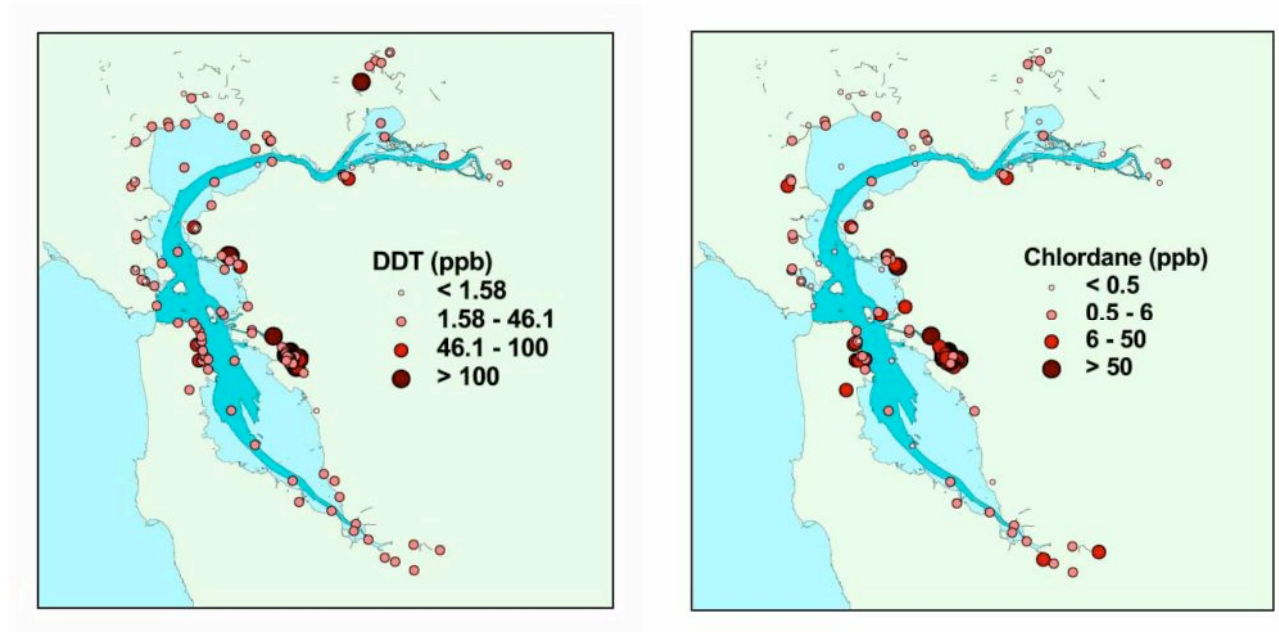 DDT (ppb)
< 1.58
1.58 - 46.1
46.1 - 100
> 100
Chlordane (ppb)
< 0.5
0.5 - 6
6 - 50
> 50